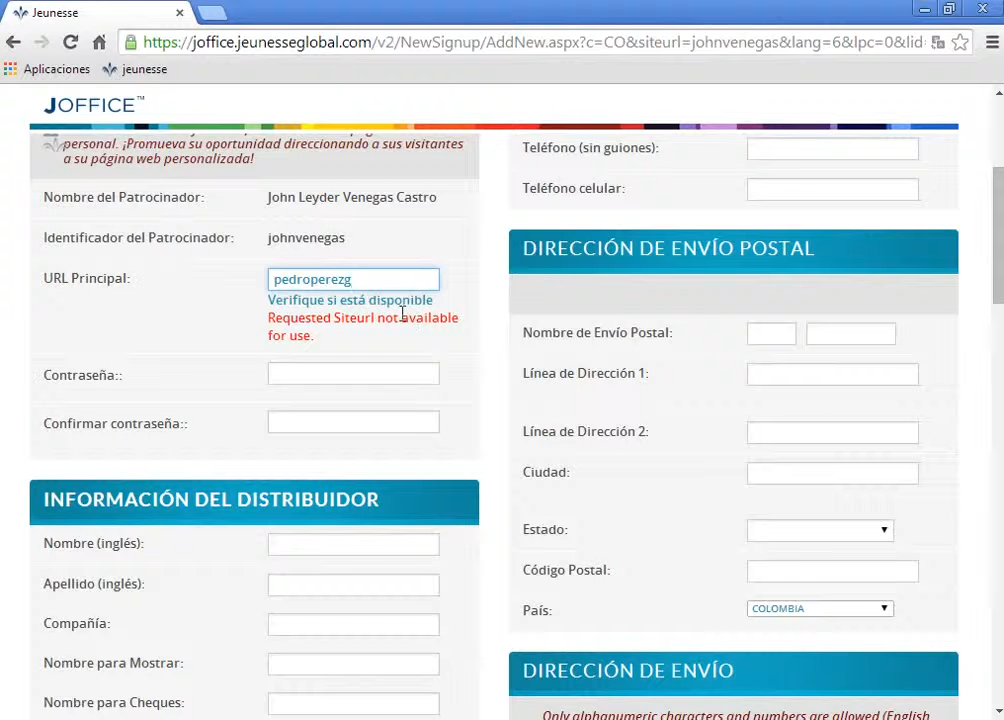 Jeunesse
https://joffice.jeunesseglobal.com/v2/NewSignup/AddNew.aspx?c=CO&siteurl=johnvenegas&lang=6&lpc=0&lid
Aplicaciones
jeunesse
JOFFICE™
personal. ¡Promueva su oportunidad direccionando a sus visitantes
a su página web personalizada!
Nombre del Patrocinador:
John Leyder Venegas Castro
Identificador del Patrocinador:
johnvenegas
URL Principal:
pedroperezg
Verifique si está disponible
Requested Siteurl not available
for use.
Contraseña::
Confirmar contraseña::
INFORMACIÓN DEL DISTRIBUIDOR
Nombre (inglés):
Apellido (inglés):
Compañía:
Nombre para Mostrar:
Nombre para Cheques:
Teléfono (sin guiones):
Teléfono celular:
DIRECCIÓN DE ENVÍO POSTAL
Nombre de Envío Postal:
Línea de Dirección 1:
Línea de Dirección 2:
Ciudad:
Estado:
Código Postal:
País:
COLOMBIA
DIRECCIÓN DE ENVÍO
Only alphanumeric characters and numbers are allowed (English